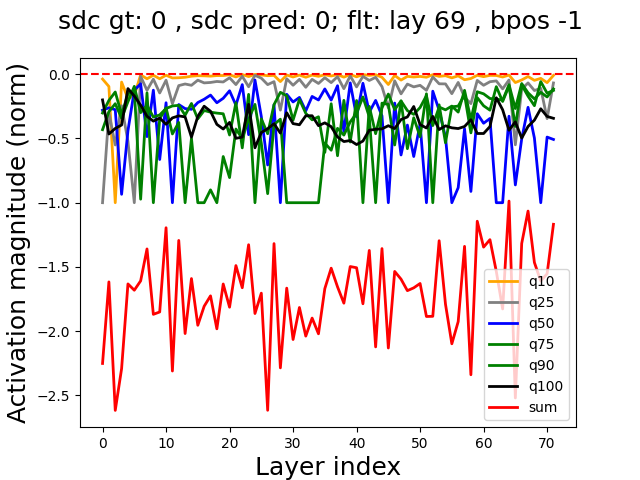 sdc gt: 0 , sdc pred: 0; flt: lay 69 , bpos -1
Activation magnitude (norm)
0.0
−0.5
−1.0
−1.5
−2.0
−2.5
q10
q25
q50
q75
q90
q100
sum
0 10 20 30 40 50 60 70
Layer index